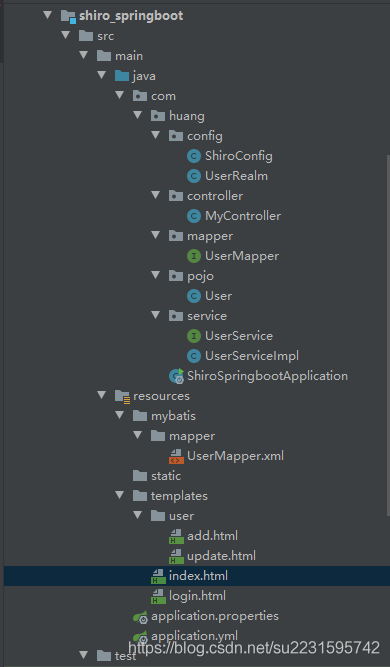 shiro_springboot
src
main
java
com
huang
config
ShiroConfig
UserRealm
controller
MyController
mapper
UserMapper
pojo
User
service
UserService
UserServiceImpl
ShiroSpringbootApplication
resources
mybatis
mapper
UserMapper.xml
static
templates
user
add.html
update.html
index.html
login.html
application.properties
application.yml
https://blog.csdn.net/su2231595742
test